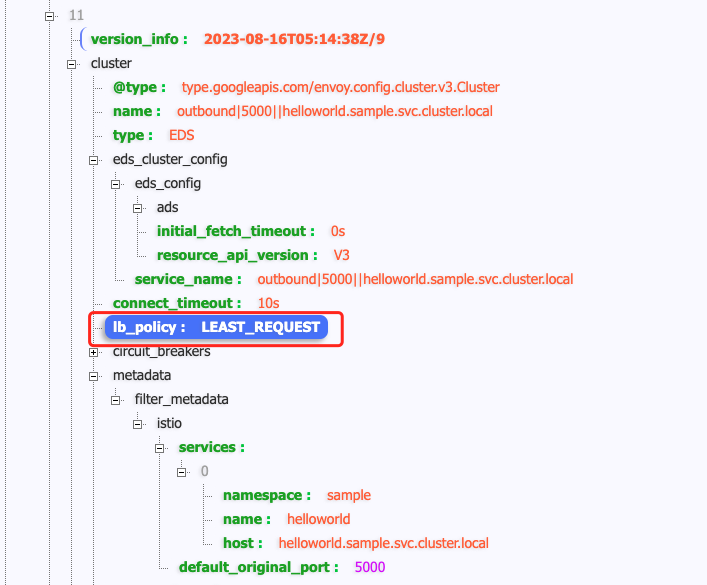 11
version_info : 2023-08-16T05:14:38Z/9
cluster
@type : type.googleapis.com/envoy.config.cluster.v3.Cluster
name : outbound|5000||helloworld.sample.svc.cluster.local
type : EDS
eds_cluster_config
eds_config
ads
initial_fetch_timeout : 0s
resource_api_version : V3
service_name : outbound|5000||helloworld.sample.svc.cluster.local
connect_timeout : 10s
lb_policy : LEAST_REQUEST
circuit_breakers
metadata
filter_metadata
istio
services :
0
namespace : sample
name : helloworld
host : helloworld.sample.svc.cluster.local
default_original_port : 5000